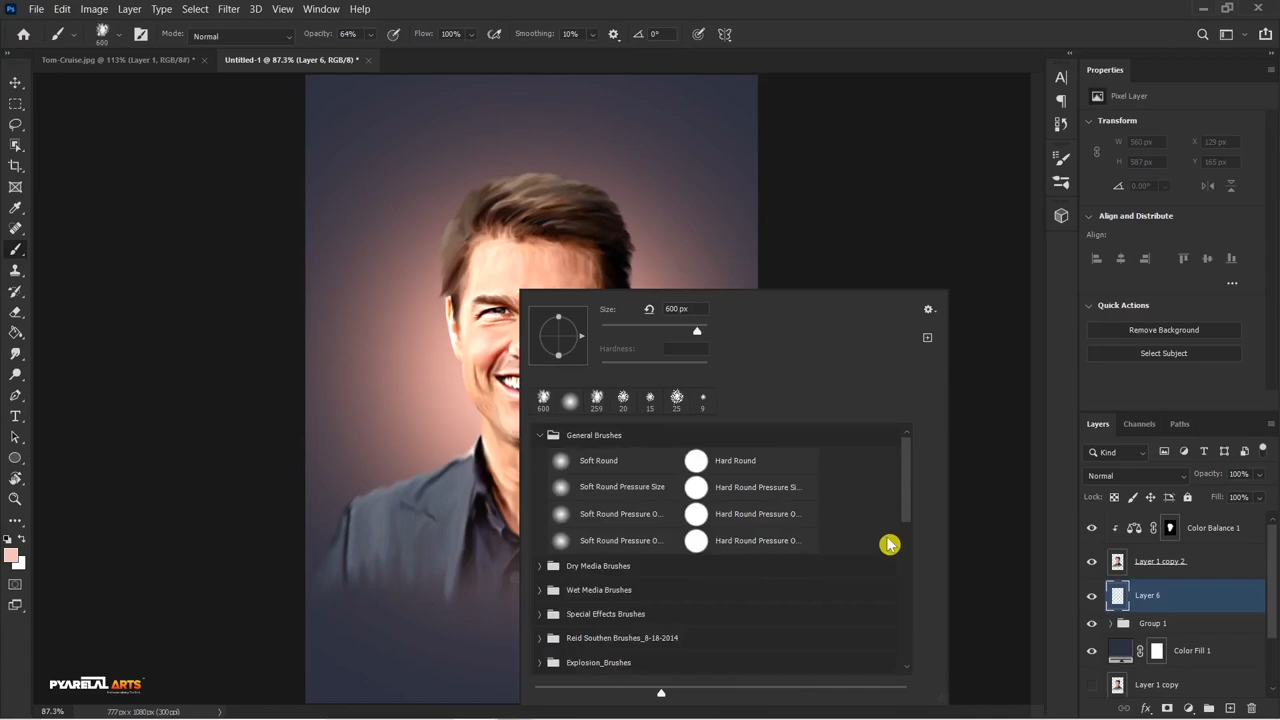 Ps File Edit Image Layer Type Select Filter 3D View Window Help
600 Mode: Normal Opacity: 64% Flow: 100% Smoothing: 10% 0°
Tom-Cruise.jpg @ 113% (Layer 1, RGB/8#) * Untitled-1 @ 87.3% (Layer 6, RGB/8) *
Properties
Pixel Layer
Transform
W 560 px X 129 px
H 587 px Y 165 px
0.00°
Align and Distribute
Align:
Quick Actions
Remove Background
Select Subject
Size: 600 px
Hardness:
600 259 20 15 25 9
General Brushes
Soft Round Hard Round
Soft Round Pressure Size Hard Round Pressure Si...
Soft Round Pressure O... Hard Round Pressure O...
Soft Round Pressure O... Hard Round Pressure O...
Dry Media Brushes
Wet Media Brushes
Special Effects Brushes
Reid Southen Brushes_8-18-2014
Explosion_Brushes
Layers Channels Paths
Kind
Normal Opacity: 100%
Lock: Fill: 100%
Color Balance 1
Layer 1 copy 2
Layer 6
Group 1
Color Fill 1
Layer 1 copy
PYARELAL ARTS
87.3% 777 px x 1080 px (300 ppi)